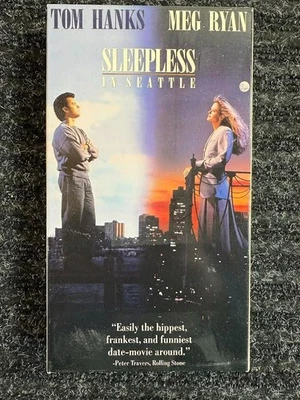 TOM HANKS MEG RYAN
SLEEPLESS
IN SEATTLE
"Easily the hippest,
frankest, and funniest
date-movie around."
-Peter Travers, Rolling Stone